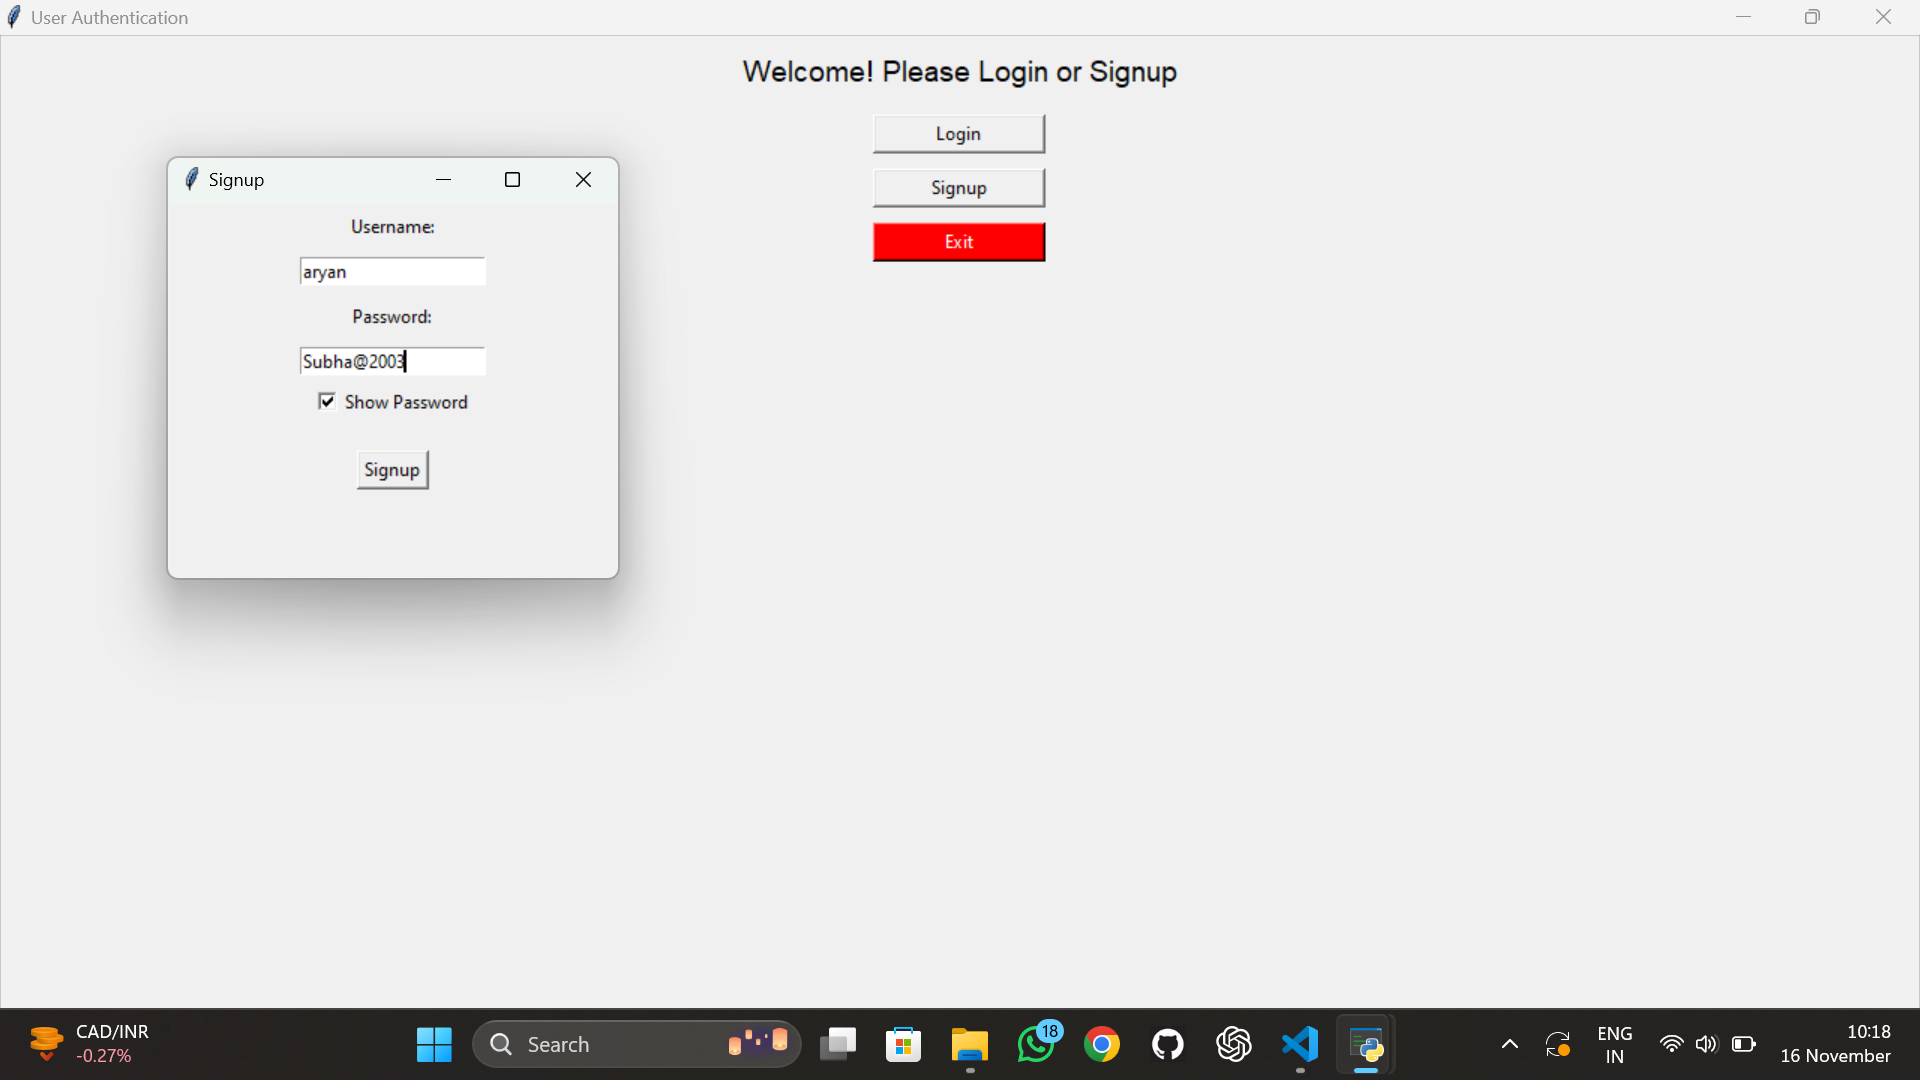 User Authentication
Welcome! Please Login or Signup
Login
Signup
Exit
Signup
Username:
aryan
Password:
Subha@2003
Show Password
Signup
CAD/INR
-0.27%
Search
18
ENG
IN
10:18
16 November